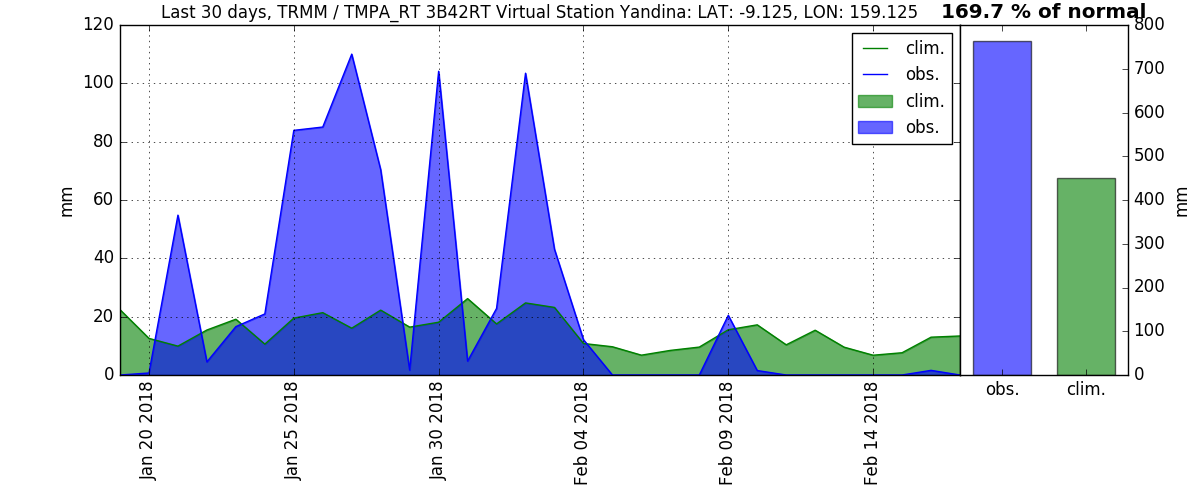 Last 30 days, TRMM / TMPA_RT 3B42RT Virtual Station Yandina: LAT: -9.125, LON: 159.125
169.7 % of normal
120
100
80
60
40
20
0
mm
clim.
obs.
clim.
obs.
Jan 20 2018
Jan 25 2018
Jan 30 2018
Feb 04 2018
Feb 09 2018
Feb 14 2018
800
700
600
500
400
300
200
100
0
mm
obs.
clim.